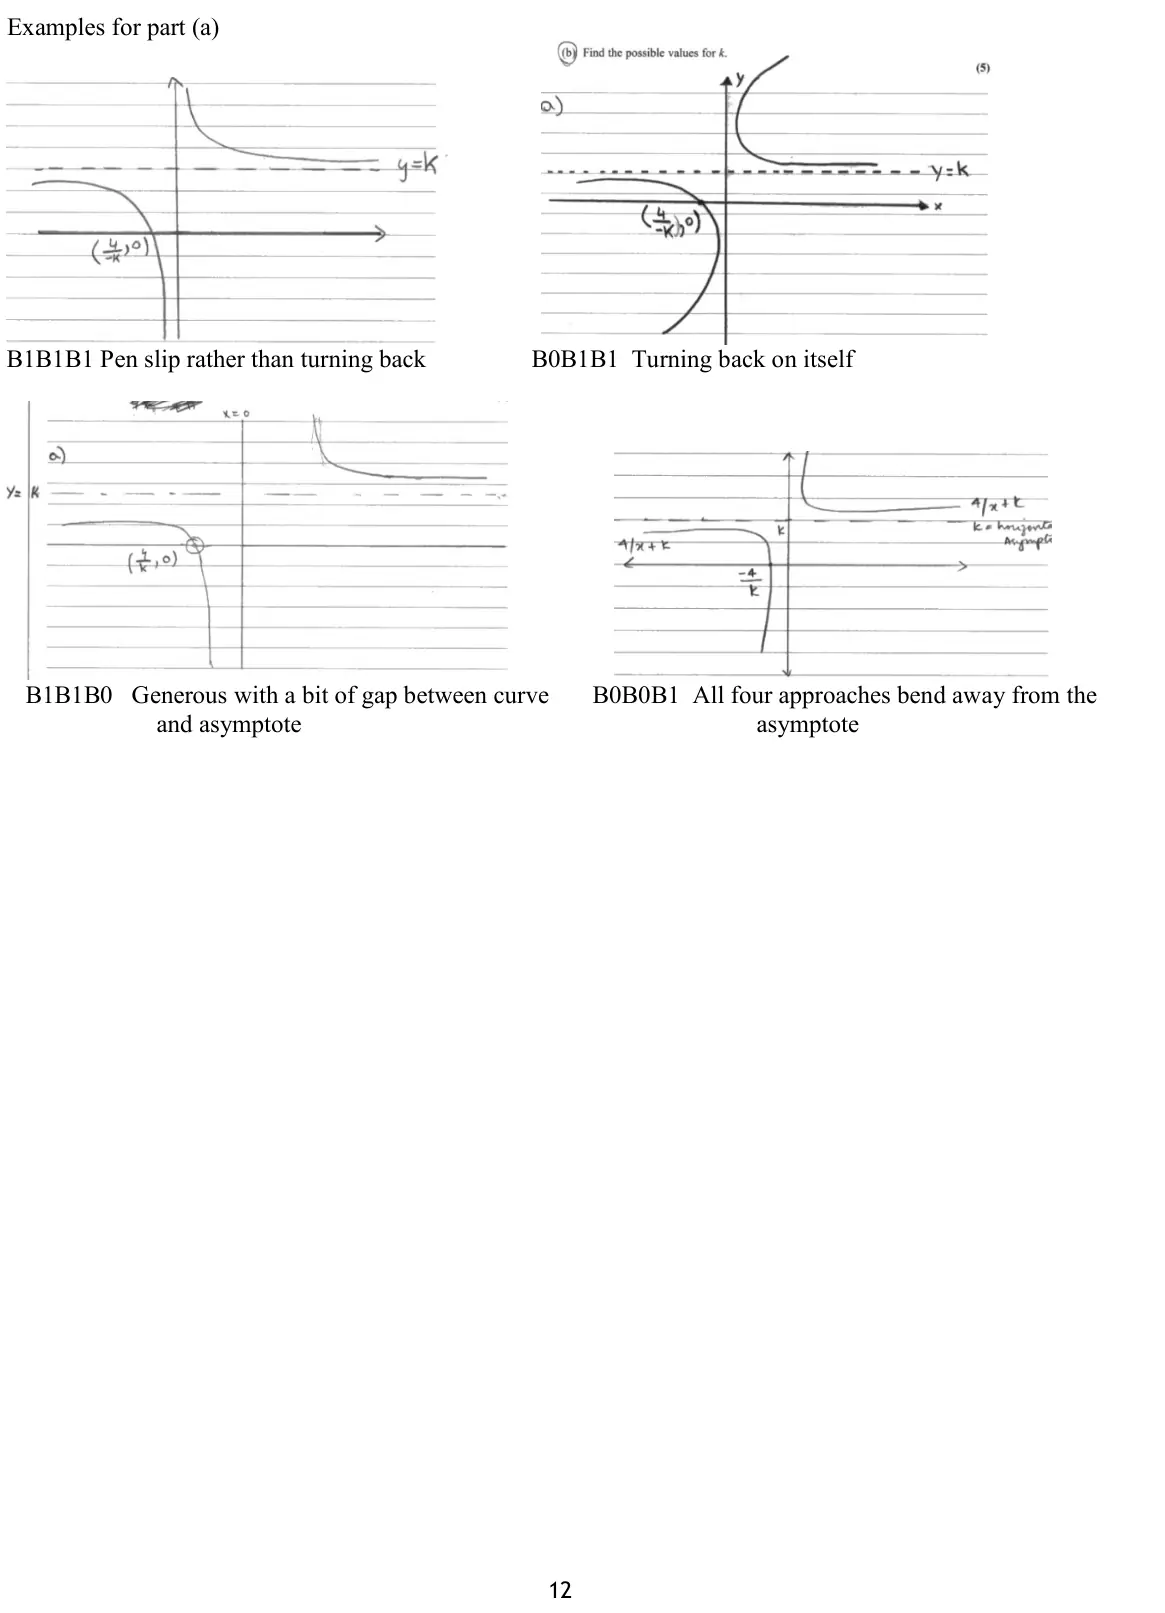 Examples for part (a)
(b) Find the possible values for k.
(5)
y=k
(4/-k, 0)
a)
y
y=k
x
(4/-k, 0)
B1B1B1 Pen slip rather than turning back
B0B1B1 Turning back on itself
x=0
a)
y= k
(4/k, 0)
4/x+k
k = horizonta
Asympt
k
4/x+k
-4/k
B1B1B0 Generous with a bit of gap between curve
and asymptote
B0B0B1 All four approaches bend away from the
asymptote
12